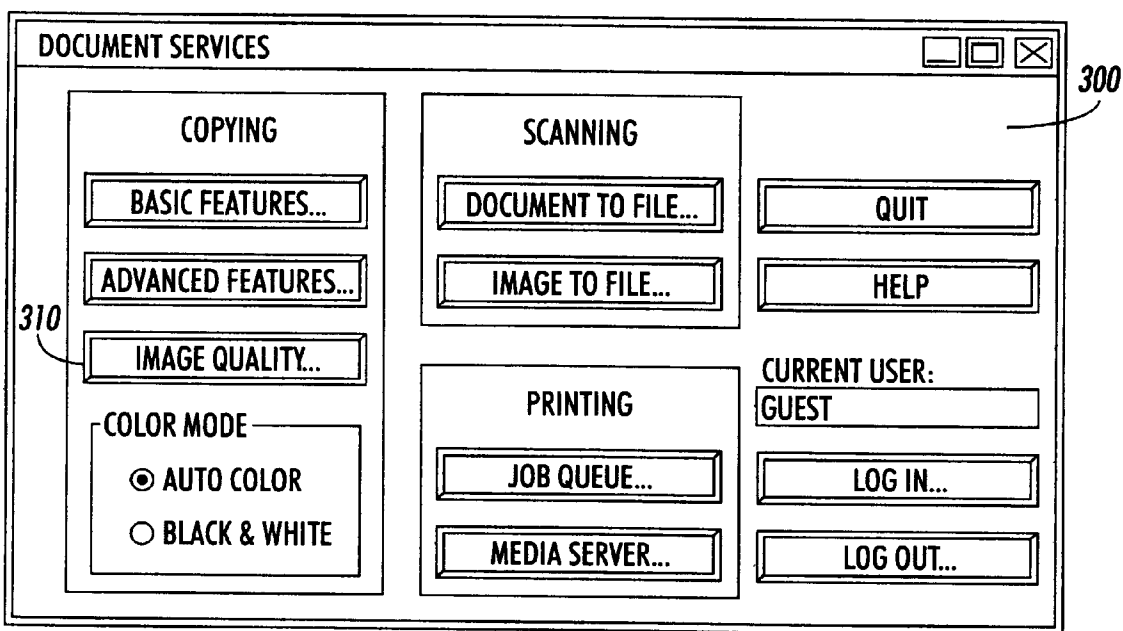 DOCUMENT SERVICES
300
COPYING
BASIC FEATURES...
ADVANCED FEATURES...
310
IMAGE QUALITY...
COLOR MODE
AUTO COLOR
BLACK & WHITE
SCANNING
DOCUMENT TO FILE...
IMAGE TO FILE...
PRINTING
JOB QUEUE...
MEDIA SERVER...
QUIT
HELP
CURRENT USER:
GUEST
LOG IN...
LOG OUT...